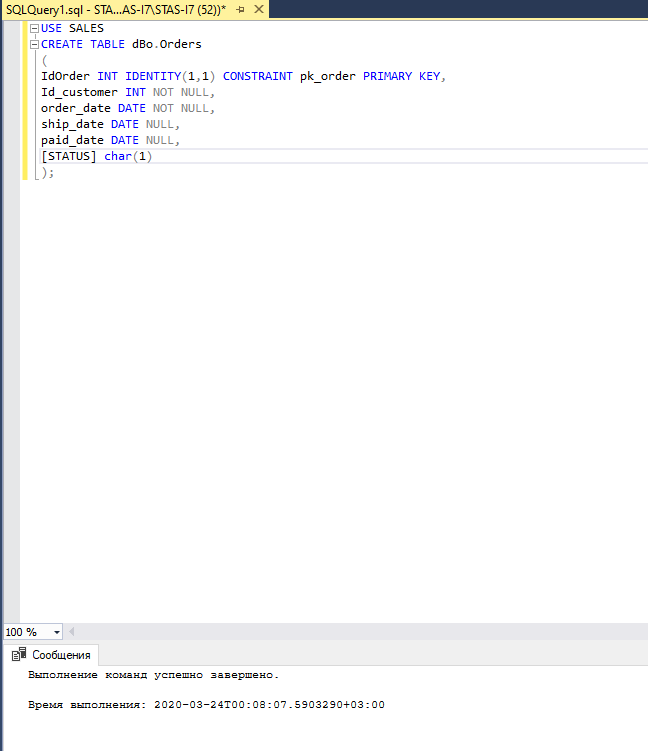 SQLQuery1.sql - STA...AS-I7\STAS-I7 (52))*
USE SALES
CREATE TABLE dBo.Orders
(
IdOrder INT IDENTITY(1,1) CONSTRAINT pk_order PRIMARY KEY,
Id_customer INT NOT NULL,
order_date DATE NOT NULL,
ship_date DATE NULL,
paid_date DATE NULL,
[STATUS] char(1)
);
100 %
Сообщения
Выполнение команд успешно завершено.
Время выполнения: 2020-03-24T00:08:07.5903290+03:00